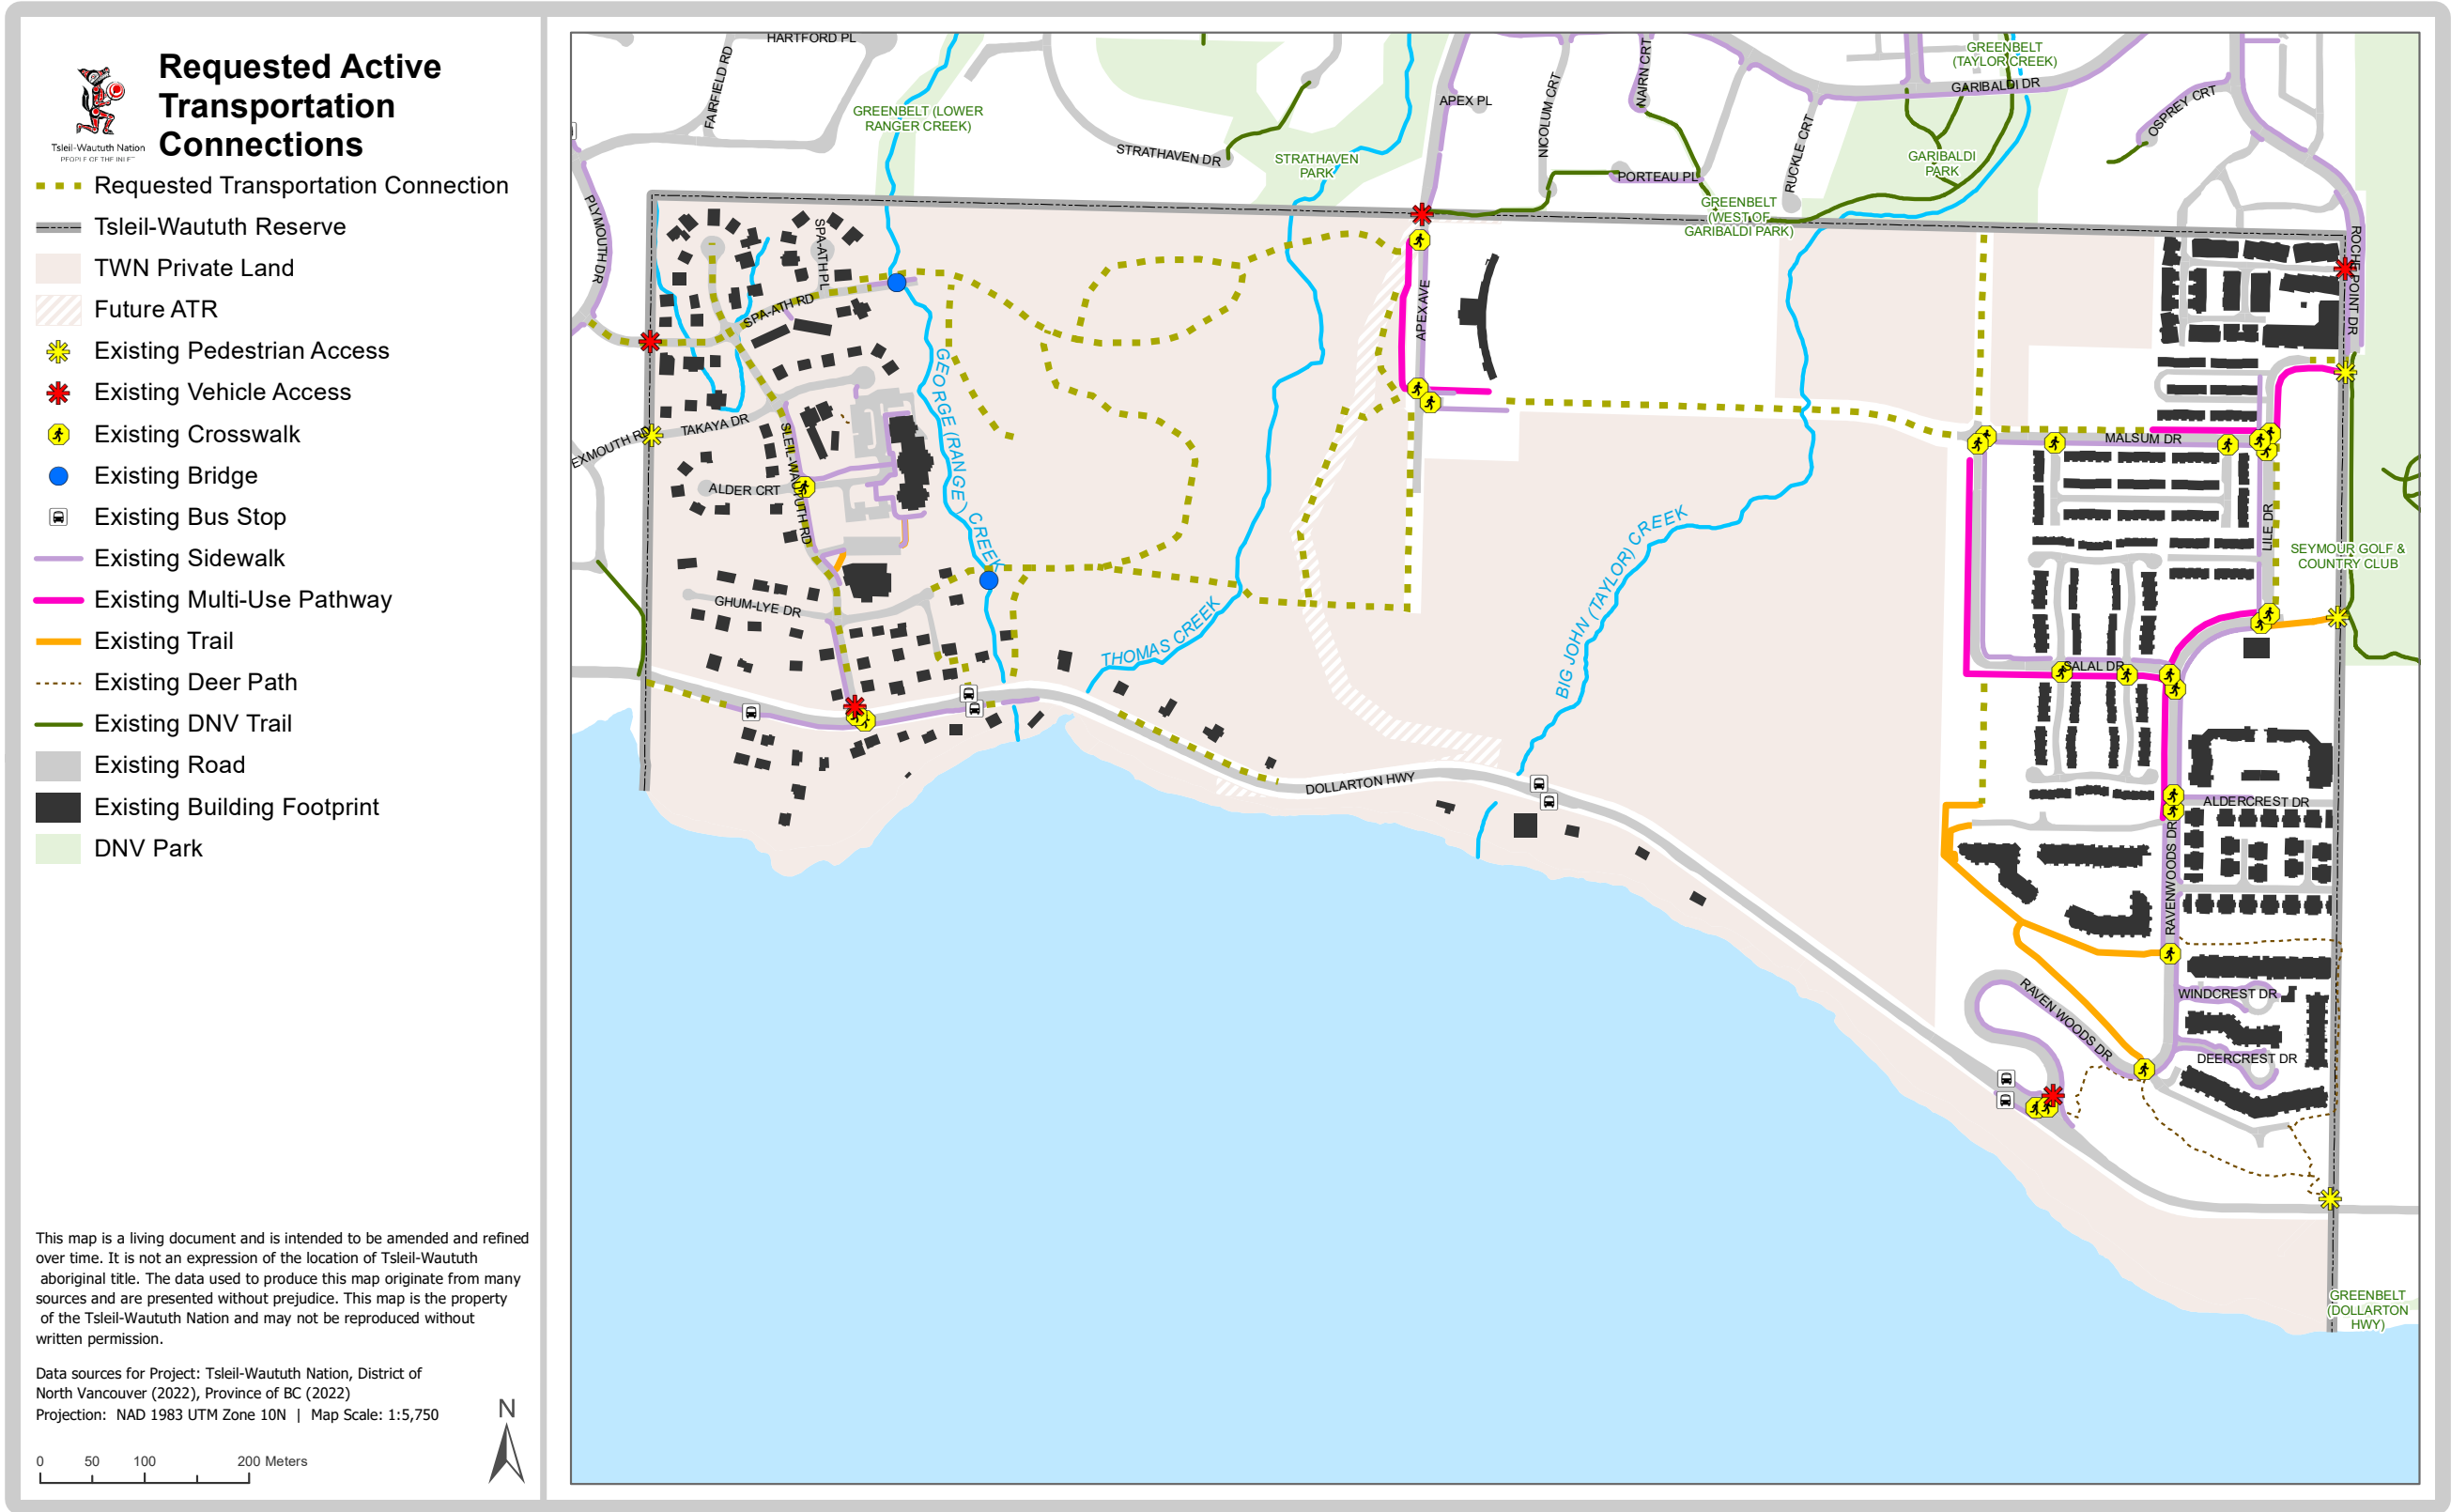 Requested Active
Transportation
Connections
Tsleil-Waututh Nation
PEOPLE OF THE INLET
Requested Transportation Connection
Tsleil-Waututh Reserve
TWN Private Land
Future ATR
Existing Pedestrian Access
Existing Vehicle Access
Existing Crosswalk
Existing Bridge
Existing Bus Stop
Existing Sidewalk
Existing Multi-Use Pathway
Existing Trail
Existing Deer Path
Existing DNV Trail
Existing Road
Existing Building Footprint
DNV Park
This map is a living document and is intended to be amended and refined
over time. It is not an expression of the location of Tsleil-Waututh
aboriginal title. The data used to produce this map originate from many
sources and are presented without prejudice. This map is the property
of the Tsleil-Waututh Nation and may not be reproduced without
written permission.
Data sources for Project: Tsleil-Waututh Nation, District of
North Vancouver (2022), Province of BC (2022)
Projection: NAD 1983 UTM Zone 10N | Map Scale: 1:5,750
N
0 50 100 200 Meters
HARTFORD PL
FAIRFIELD RD
GREENBELT (LOWER
RANGER CREEK)
STRATHAVEN DR
STRATHAVEN
PARK
APEX PL
NICOLUM CRT
NAIRN CRT
PORTEAU PL
RUCKLE CRT
GREENBELT
(WEST OF
GARIBALDI PARK)
GREENBELT
(TAYLOR CREEK)
GARIBALDI DR
GARIBALDI
PARK
OSPREY CRT
ROCHE POINT DR
PLYMOUTH DR
SPA-ATH PL
SPA-ATH RD
APEX AVE
EXMOUTH RD
TAKAYA DR
SLEIL-WAUTUTH RD
ALDER CRT
GEORGE (RANGE) CREEK
GHUM-LYE DR
THOMAS CREEK
BIG JOHN (TAYLOR) CREEK
MALSUM DR
LILE DR
SEYMOUR GOLF &
COUNTRY CLUB
SALAL DR
DOLLARTON HWY
ALDERCREST DR
RAVENWOODS DR
WINDCREST DR
RAVEN WOODS DR
DEERCREST DR
GREENBELT
(DOLLARTON
HWY)